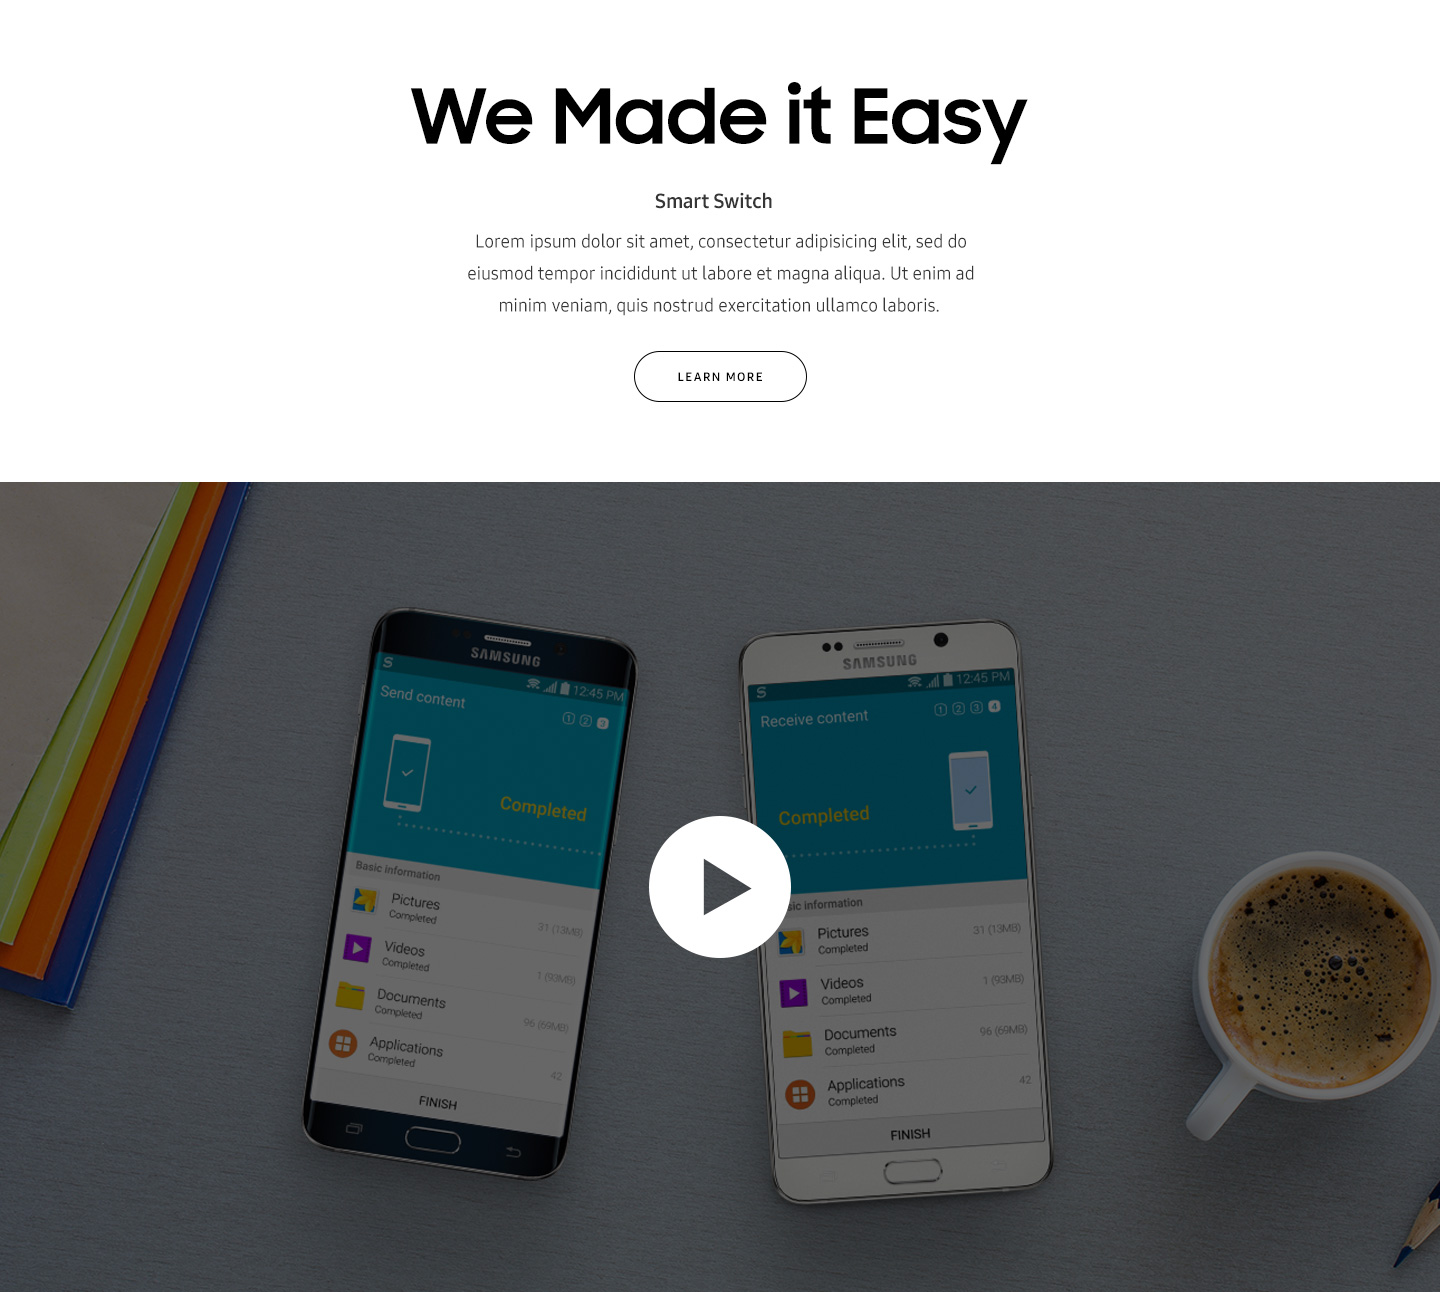 We Made it Easy
Smart Switch
Lorem ipsum dolor sit amet, consectetur adipisicing elit, sed do
eiusmod tempor incididunt ut labore et magna aliqua. Ut enim ad
minim veniam, quis nostrud exercitation ullamco laboris.
LEARN MORE
SAMSUNG
S 12:45 PM
Send content
1 2 3
Completed
Basic information
Pictures
Completed 31 (13MB)
Videos
Completed 1 (93MB)
Documents
Completed 96 (69MB)
Applications
Completed 42
FINISH
SAMSUNG
S 12:45 PM
Receive content 1 2 3 4
Completed
information
Pictures 31 (13MB)
Completed
Videos 1 (93MB)
Completed
Documents 96 (69MB)
Completed
Applications 42
Completed
FINISH